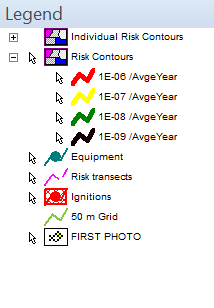 Legend
Individual Risk Contours
Risk Contours
1E-06 /AvgeYear
1E-07 /AvgeYear
1E-08 /AvgeYear
1E-09 /AvgeYear
Equipment
Risk transects
Ignitions
50 m Grid
FIRST PHOTO